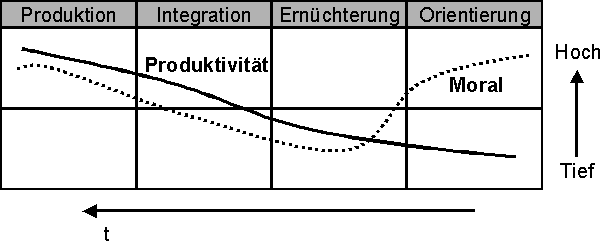 Produktion Integration Ernüchterung Orientierung
Hoch
Produktivität
Moral
Tief
t